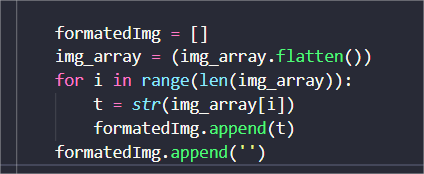 formatedImg = []
img_array = (img_array.flatten())
for i in range(len(img_array)):
    t = str(img_array[i])
    formatedImg.append(t)
formatedImg.append('')